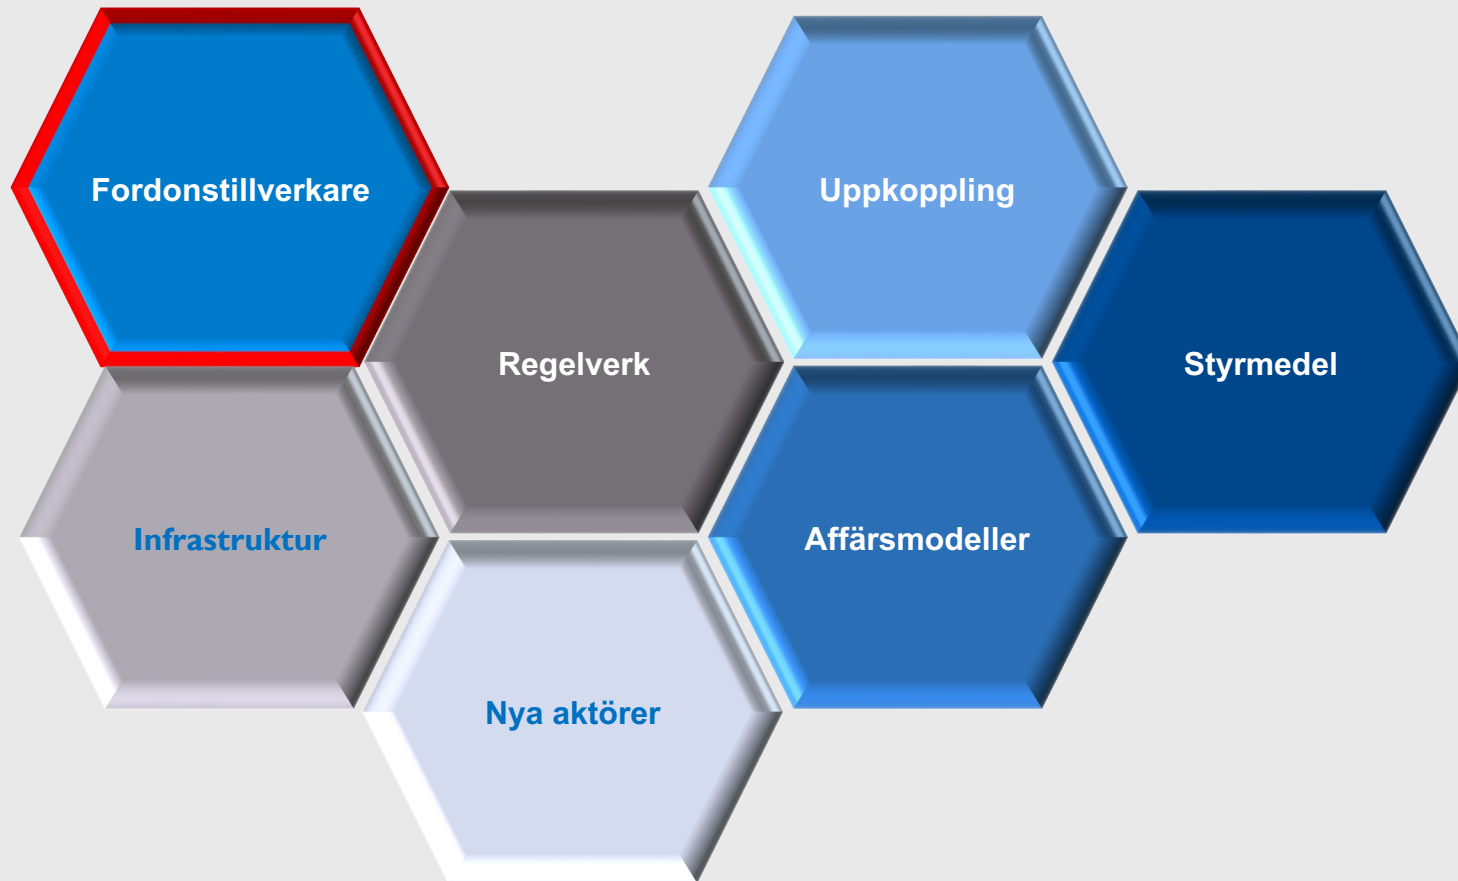 Fordonstillverkare
Uppkoppling
Regelverk
Styrmedel
Infrastruktur
Affärsmodeller
Nya aktörer